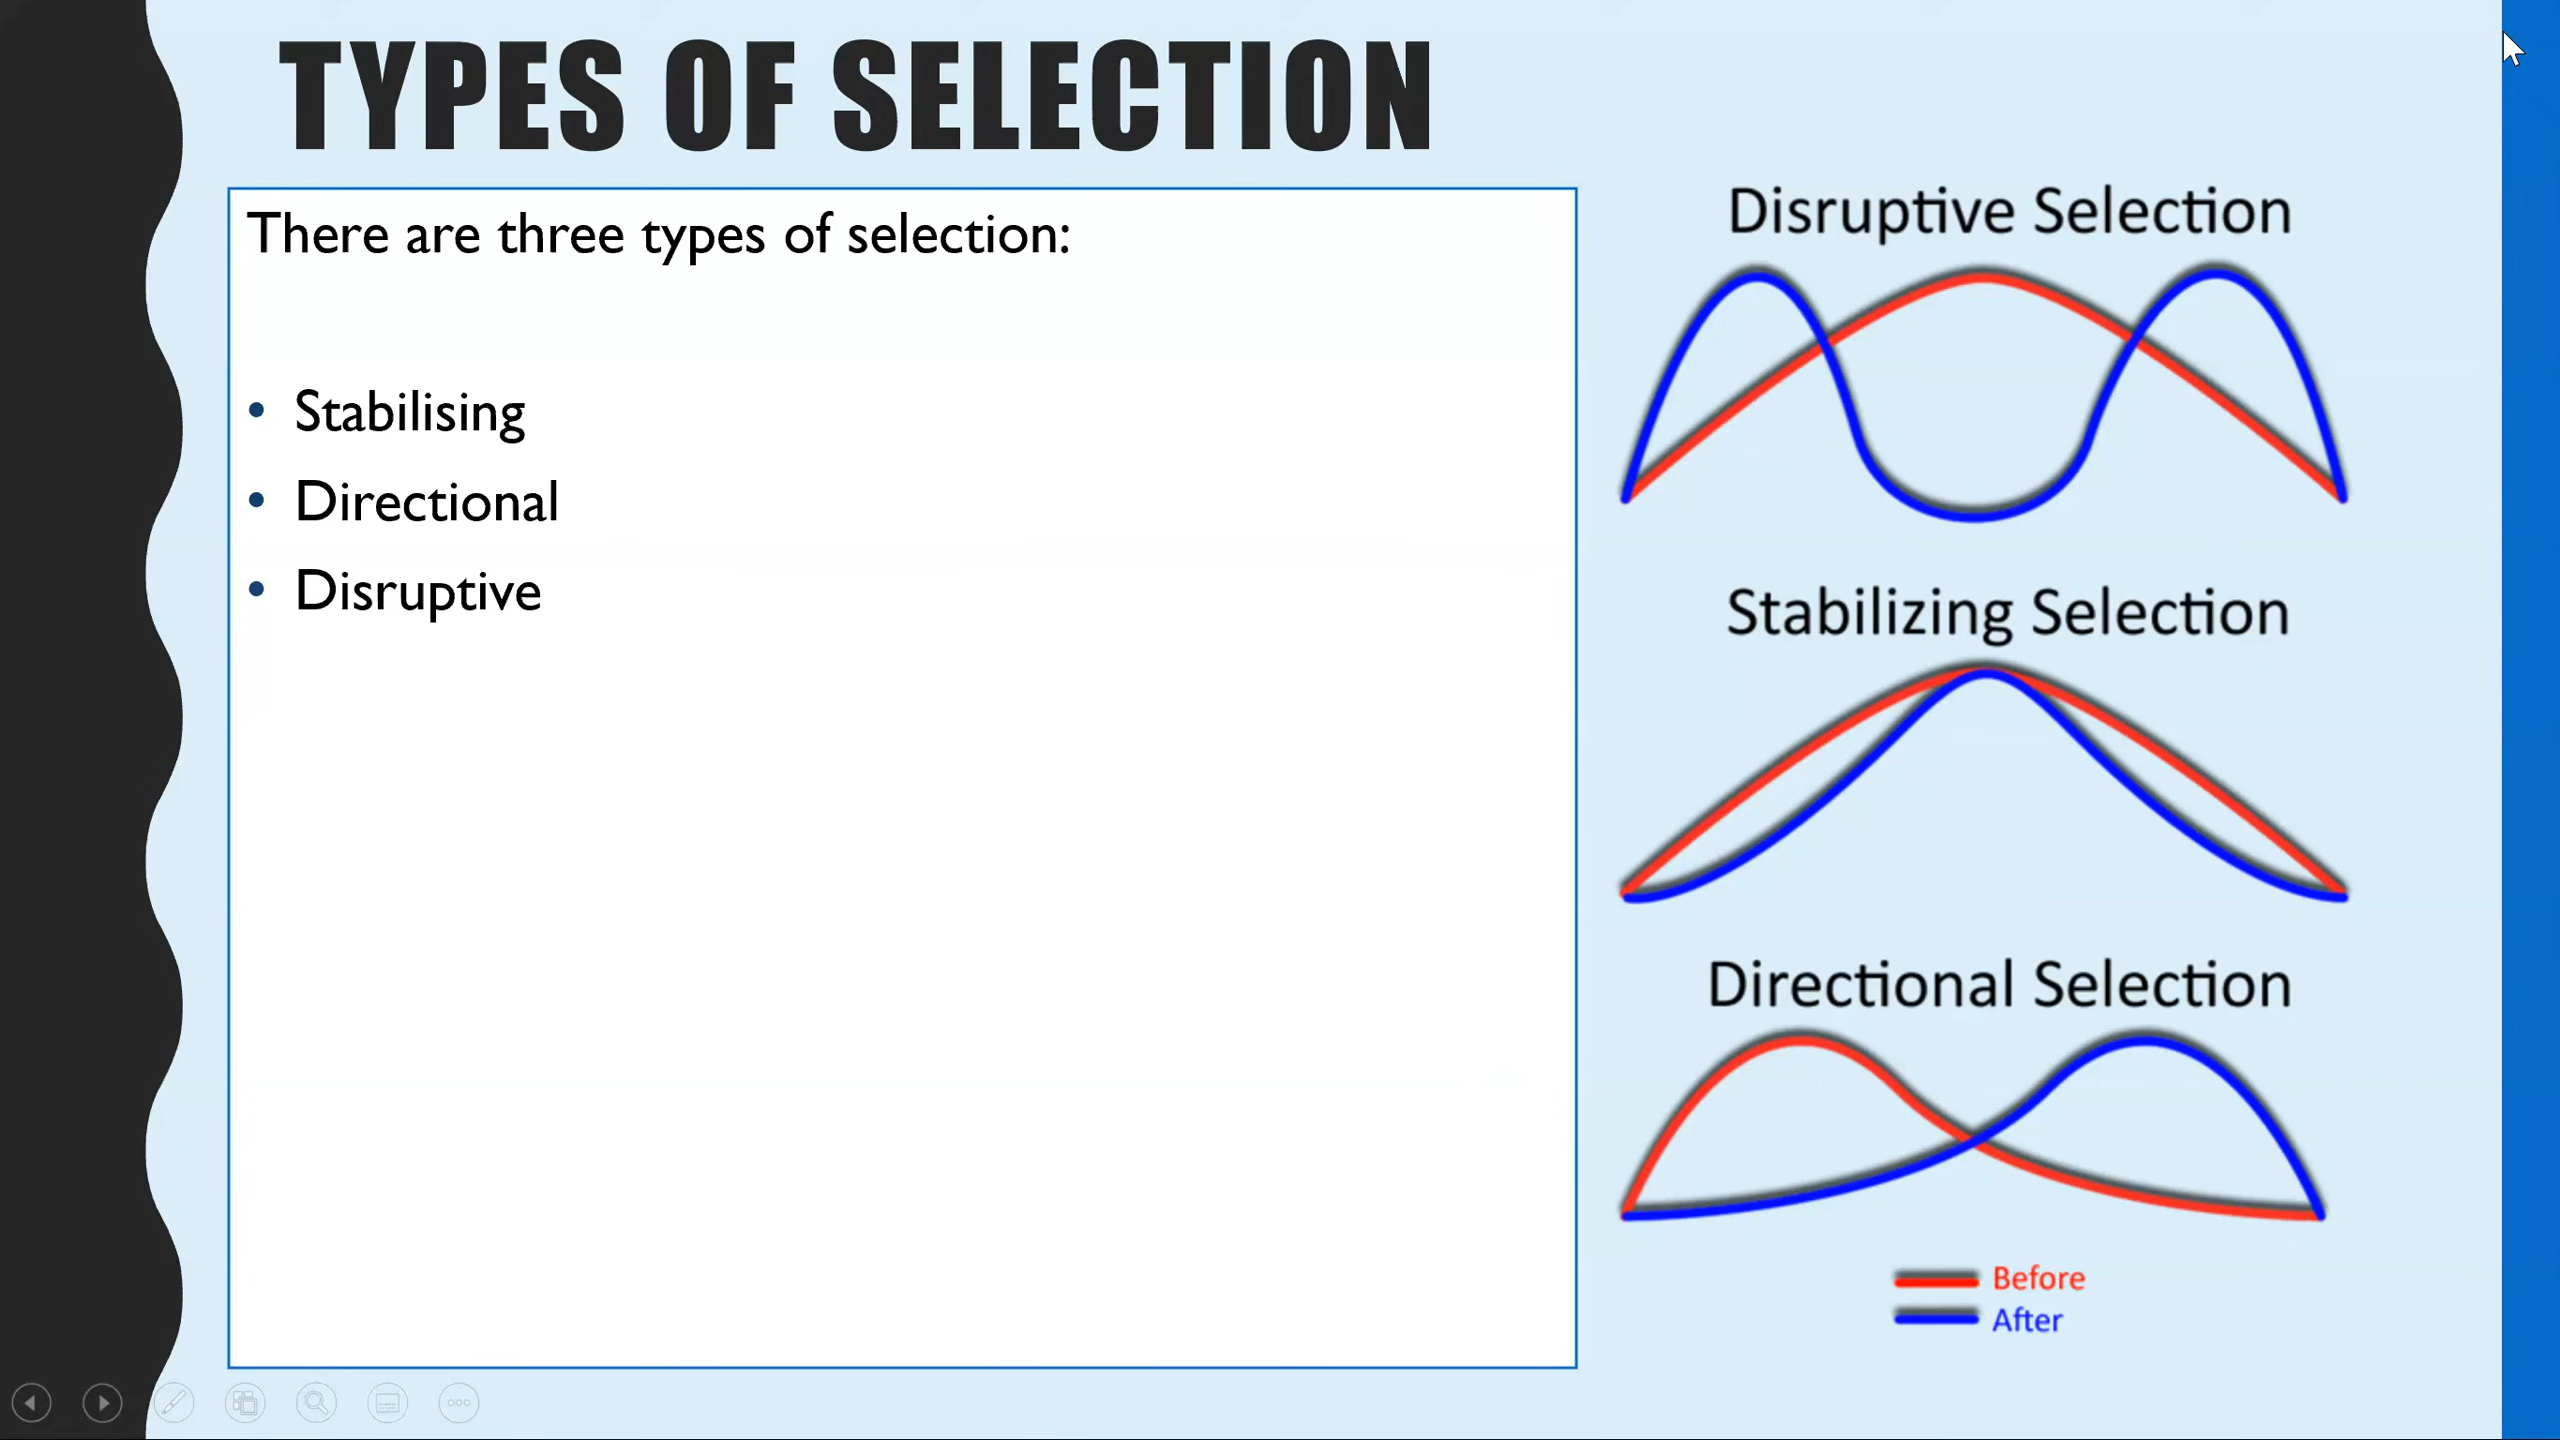 TYPES OF SELECTION
There are three types of selection:
• Stabilising
• Directional
• Disruptive
Disruptive Selection
Stabilizing Selection
Directional Selection
Before
After